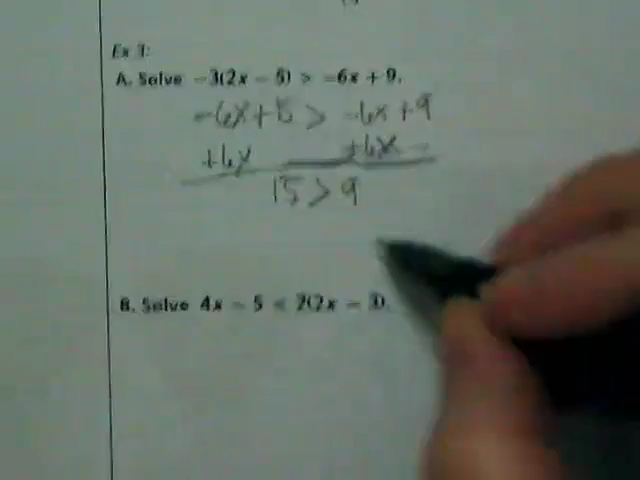 Ex 3:
A. Solve −3(2x − 5) > −6x + 9.
-6x+15 > -6x +9
+6x +6x
15 > 9
B. Solve 4x − 5 < 2(2x − 3).